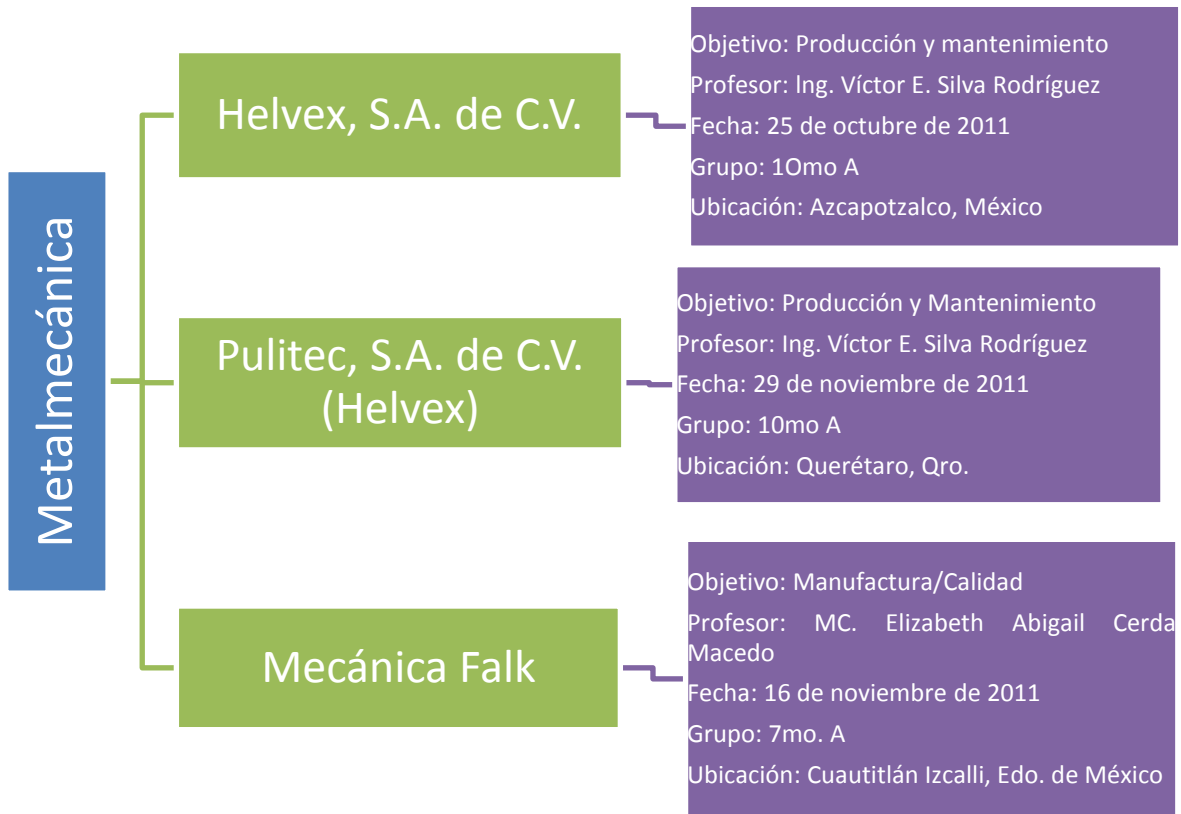 Metalmecánica
Helvex, S.A. de C.V.
Objetivo: Producción y mantenimiento
Profesor: Ing. Víctor E. Silva Rodríguez
Fecha: 25 de octubre de 2011
Grupo: 1Omo A
Ubicación: Azcapotzalco, México
Pulitec, S.A. de C.V.
(Helvex)
Objetivo: Producción y Mantenimiento
Profesor: Ing. Víctor E. Silva Rodríguez
Fecha: 29 de noviembre de 2011
Grupo: 10mo A
Ubicación: Querétaro, Qro.
Mecánica Falk
Objetivo: Manufactura/Calidad
Profesor: MC. Elizabeth Abigail Cerda
Macedo
Fecha: 16 de noviembre de 2011
Grupo: 7mo. A
Ubicación: Cuautitlán Izcalli, Edo. de México